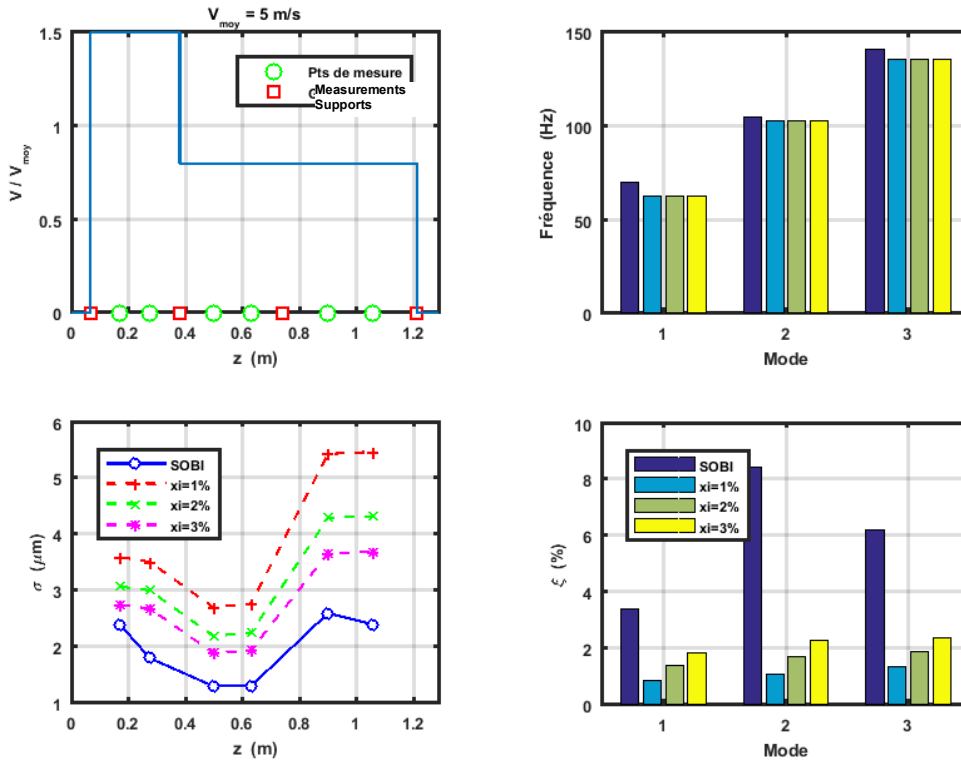 V_moy = 5 m/s
1.5
1
0.5
0
V / V_moy
Pts de mesure
Measurements
Supports
0 0.2 0.4 0.6 0.8 1 1.2
z (m)
150
100
50
0
Fréquence (Hz)
1 2 3
Mode
6
5
4
3
2
1
σ (μm)
SOBI
xi=1%
xi=2%
xi=3%
0 0.2 0.4 0.6 0.8 1 1.2
z (m)
10
8
6
4
2
0
ξ (%)
SOBI
xi=1%
xi=2%
xi=3%
1 2 3
Mode